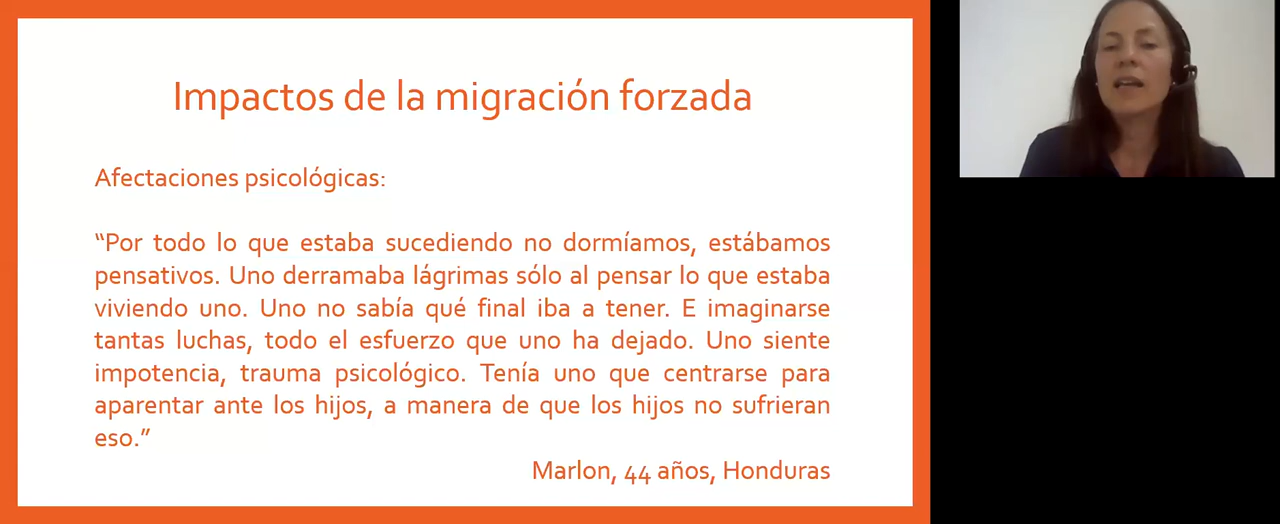 Impactos de la migración forzada
Afectaciones psicológicas:
“Por todo lo que estaba sucediendo no dormíamos, estábamos
pensativos. Uno derramaba lágrimas sólo al pensar lo que estaba
viviendo uno. Uno no sabía qué final iba a tener. E imaginarse
tantas luchas, todo el esfuerzo que uno ha dejado. Uno siente
impotencia, trauma psicológico. Tenía uno que centrarse para
aparentar ante los hijos, a manera de que los hijos no sufrieran
eso.”
Marlon, 44 años, Honduras